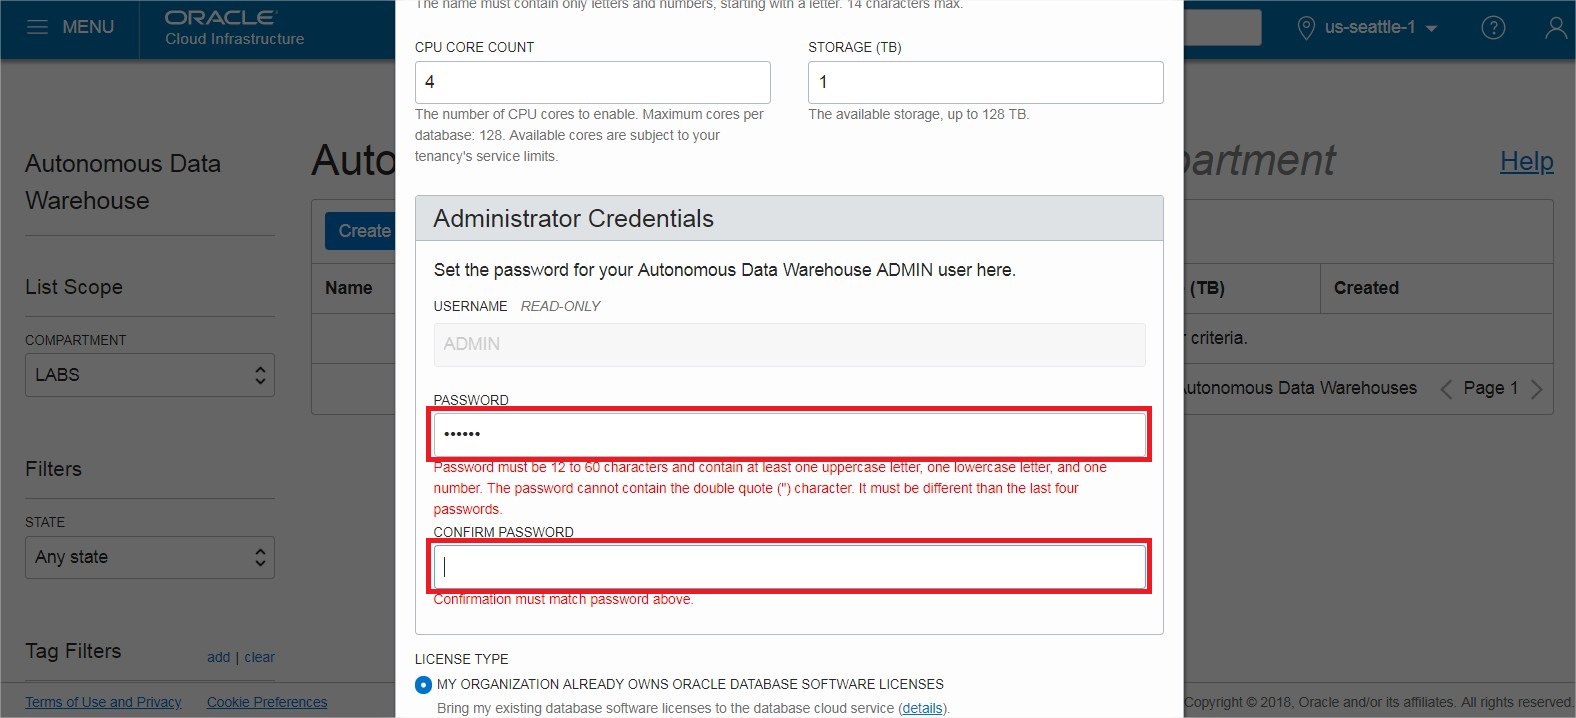 The name must contain only letters and numbers, starting with a letter. 14 characters max.
MENU
ORACLE
Cloud Infrastructure
us-seattle-1
CPU CORE COUNT
STORAGE (TB)
4
1
The number of CPU cores to enable. Maximum cores per
database: 128. Available cores are subject to your
tenancy's service limits.
The available storage, up to 128 TB.
Autonomous Data
Warehouse
Auto
partment
Help
Create
List Scope
Name
(TB)
Created
COMPARTMENT
LABS
criteria.
Autonomous Data Warehouses
Page 1
Administrator Credentials
Set the password for your Autonomous Data Warehouse ADMIN user here.
USERNAME READ-ONLY
ADMIN
PASSWORD
••••••
Password must be 12 to 60 characters and contain at least one uppercase letter, one lowercase letter, and one
number. The password cannot contain the double quote (") character. It must be different than the last four
passwords.
CONFIRM PASSWORD
Confirmation must match password above.
Filters
STATE
Any state
Tag Filters
add | clear
LICENSE TYPE
MY ORGANIZATION ALREADY OWNS ORACLE DATABASE SOFTWARE LICENSES
Bring my existing database software licenses to the database cloud service (details).
Terms of Use and Privacy
Cookie Preferences
Copyright © 2018, Oracle and/or its affiliates. All rights reserved.